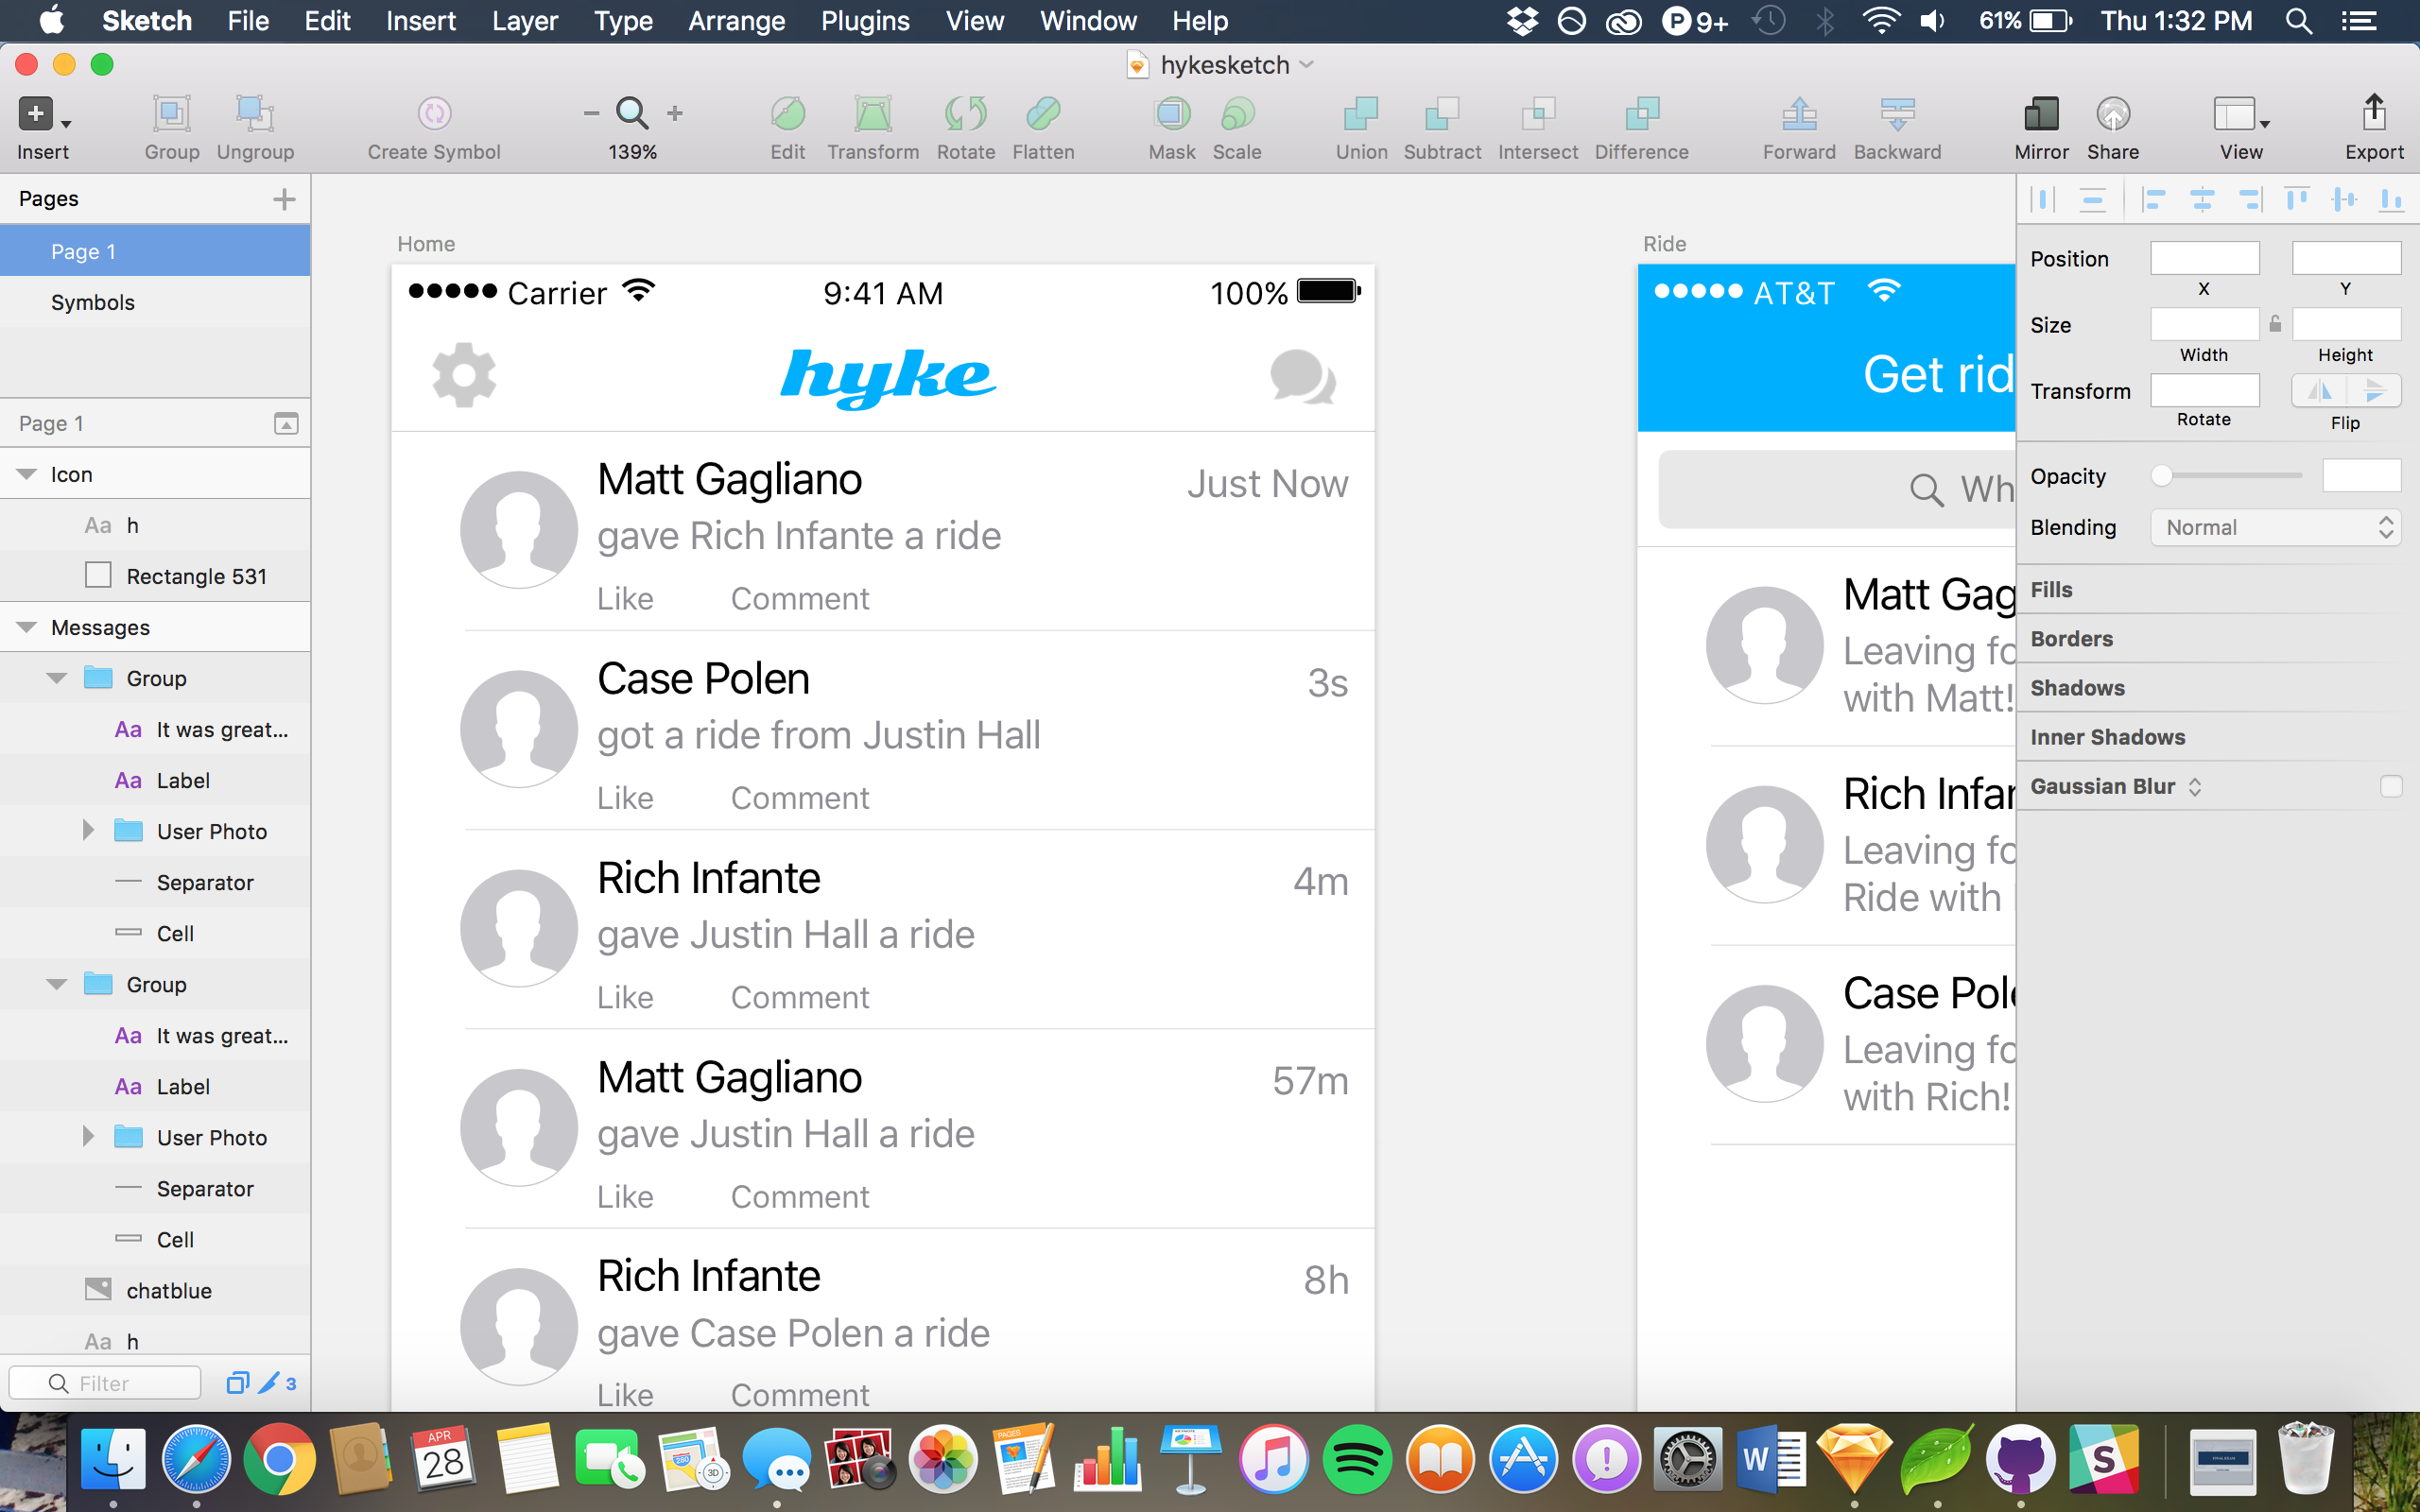 Sketch File Edit Insert Layer Type Arrange Plugins View Window Help 9+ 61% Thu 1:32 PM
hykesketch
139%
Insert Group Ungroup Create Symbol Edit Transform Rotate Flatten Mask Scale Union Subtract Intersect Difference Forward Backward Mirror Share View Export
Pages
Page 1
Symbols
Page 1
Icon
Aa h
Rectangle 531
Messages
Group
Aa It was great...
Aa Label
User Photo
Separator
Cell
Group
Aa It was great...
Aa Label
User Photo
Separator
Cell
chatblue
Aa h
Filter 3
Home
Carrier 9:41 AM 100%
hyke
Matt Gagliano Just Now
gave Rich Infante a ride
Like Comment
Case Polen 3s
got a ride from Justin Hall
Like Comment
Rich Infante 4m
gave Justin Hall a ride
Like Comment
Matt Gagliano 57m
gave Justin Hall a ride
Like Comment
Rich Infante 8h
gave Case Polen a ride
Like Comment
Ride
AT&T
Get rid
Wh
Matt Gag
Leaving fo
with Matt!
Rich Infan
Leaving fo
Ride with
Case Pole
Leaving fo
with Rich!
Position
X Y
Size
Width Height
Transform
Rotate Flip
Opacity
Blending Normal
Fills
Borders
Shadows
Inner Shadows
Gaussian Blur
APR
28
280
3D
PAGES
W
S